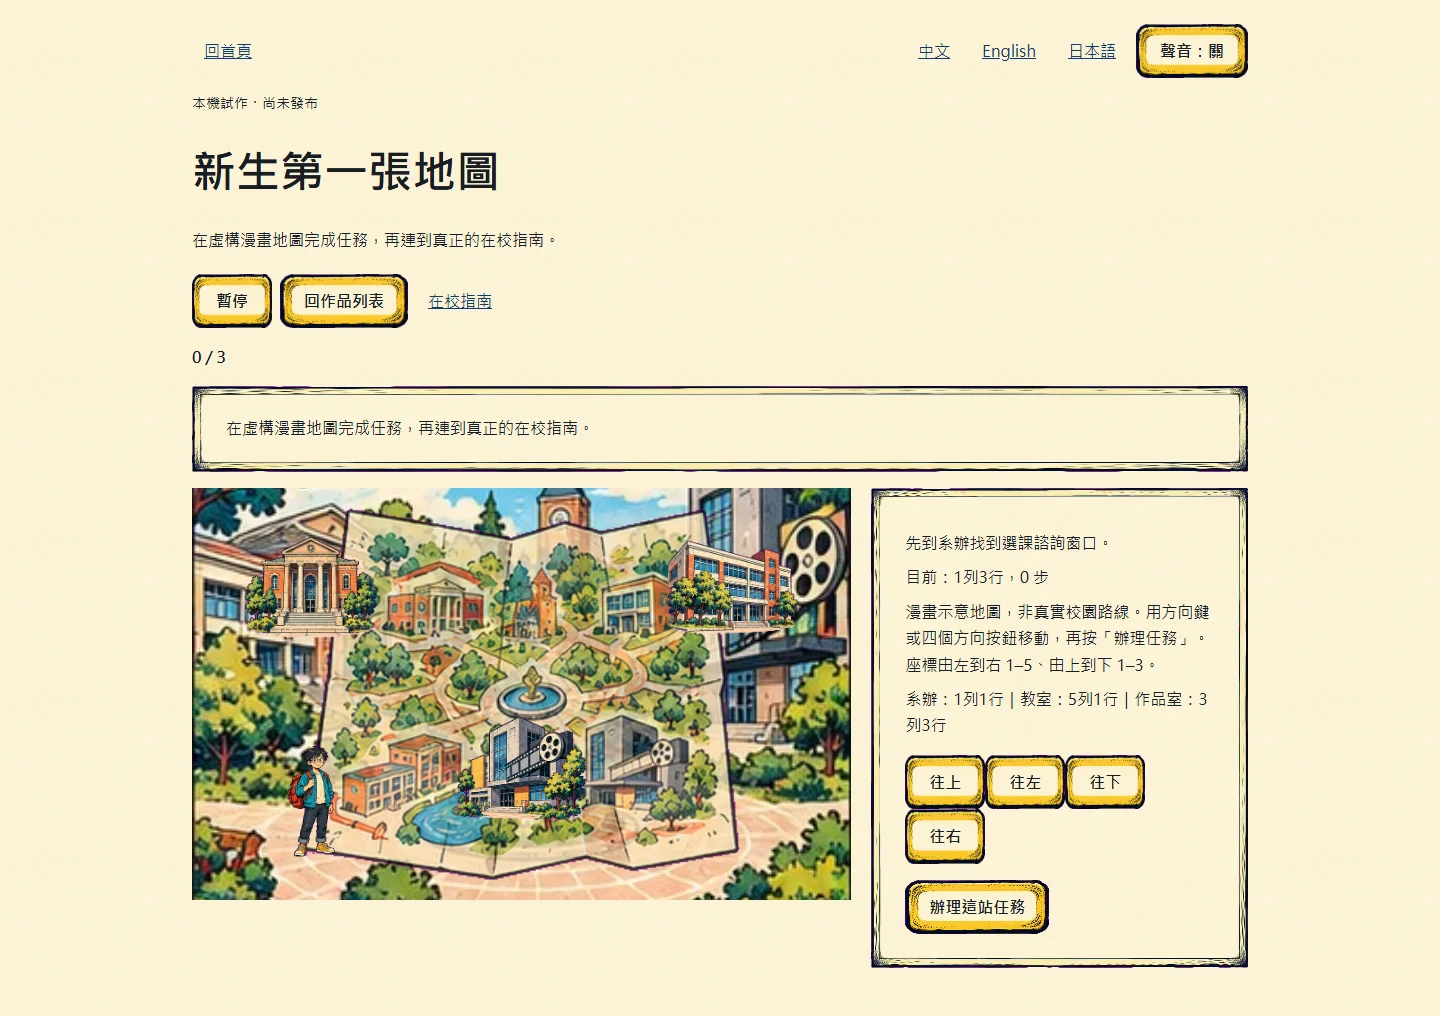 回首頁
中文 English 日本語 聲音：關
本機試作・尚未發布
新生第一張地圖
在虛構漫畫地圖完成任務，再連到真正的在校指南。
暫停 回作品列表 在校指南
0 / 3
在虛構漫畫地圖完成任務，再連到真正的在校指南。
先到系辦找到選課諮詢窗口。
目前：1列3行，0 步
漫畫示意地圖，非真實校園路線。用方向鍵
或四個方向按鈕移動，再按「辦理任務」。
座標由左到右 1–5、由上到下 1–3。
系辦：1列1行 | 教室：5列1行 | 作品室：3
列3行
往上 往左 往下
往右
辦理這站任務